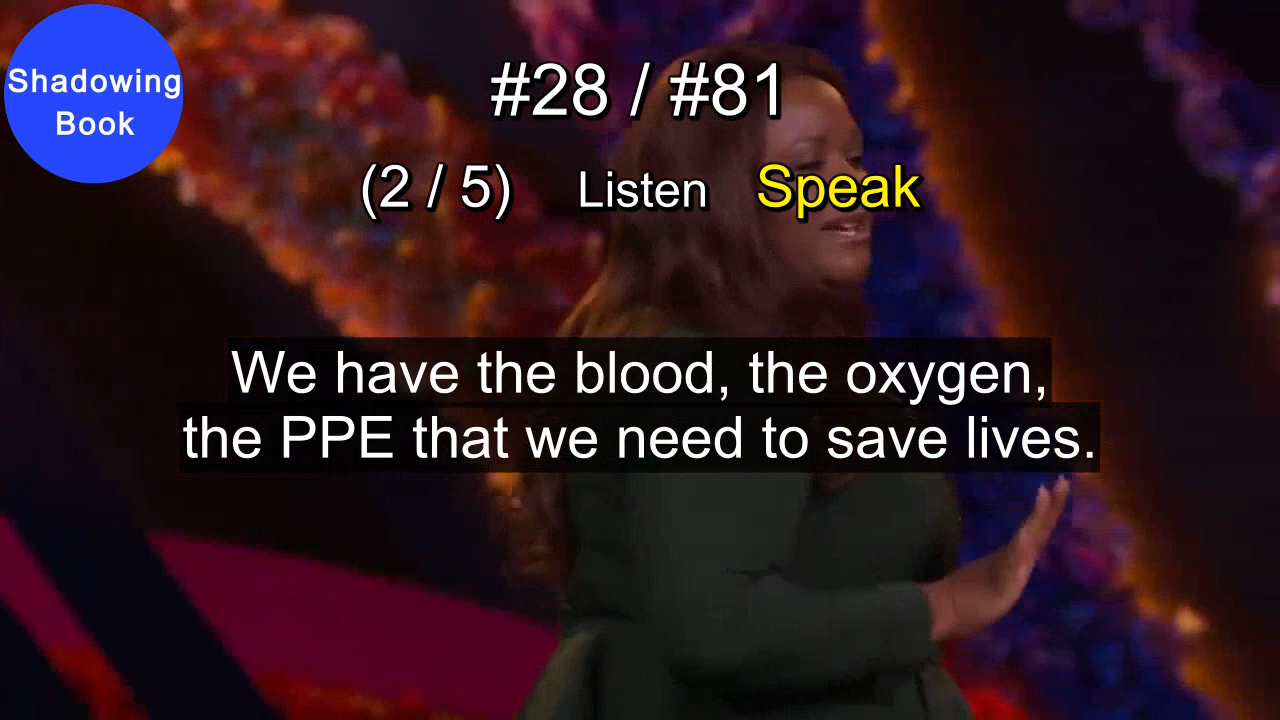 Shadowing
Book
#28 / #81
(2 / 5) Listen Speak
We have the blood, the oxygen,
the PPE that we need to save lives.